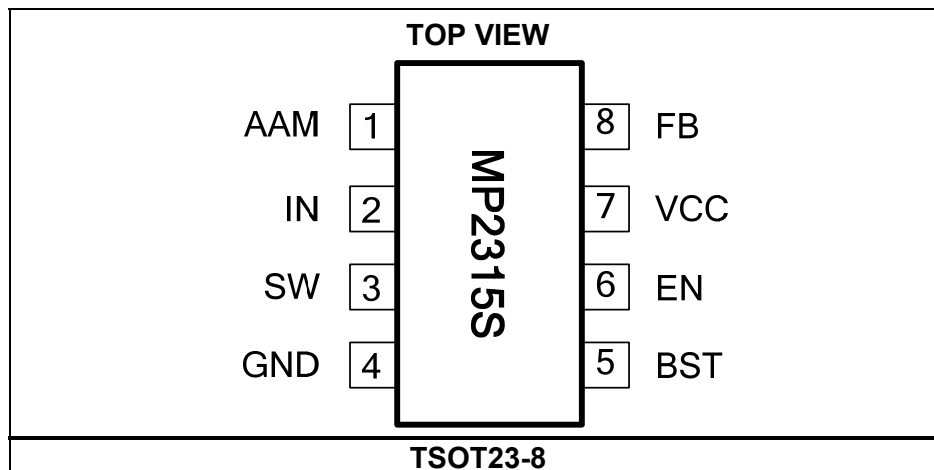 TOP VIEW
AAM 1 8 FB
IN 2 7 VCC
SW 3 6 EN
GND 4 5 BST
MP2315S
TSOT23-8